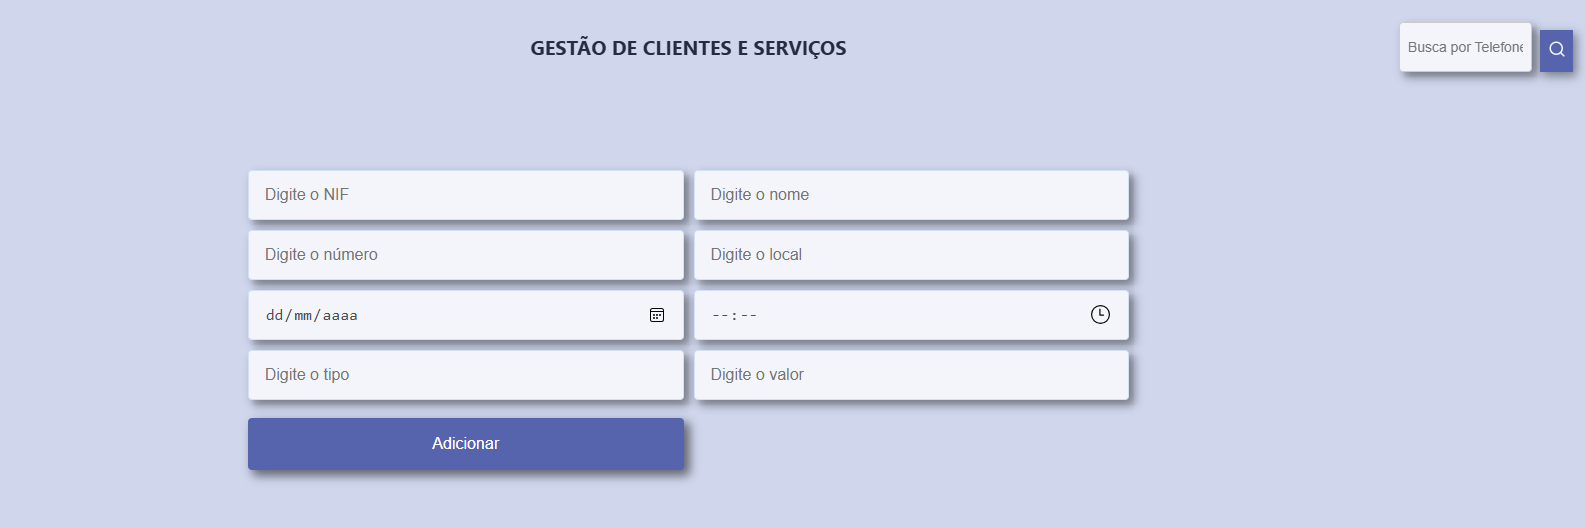 GESTÃO DE CLIENTES E SERVIÇOS
Busca por Telefone
Digite o NIF
Digite o nome
Digite o número
Digite o local
dd/mm/aaaa
--:--
Digite o tipo
Digite o valor
Adicionar